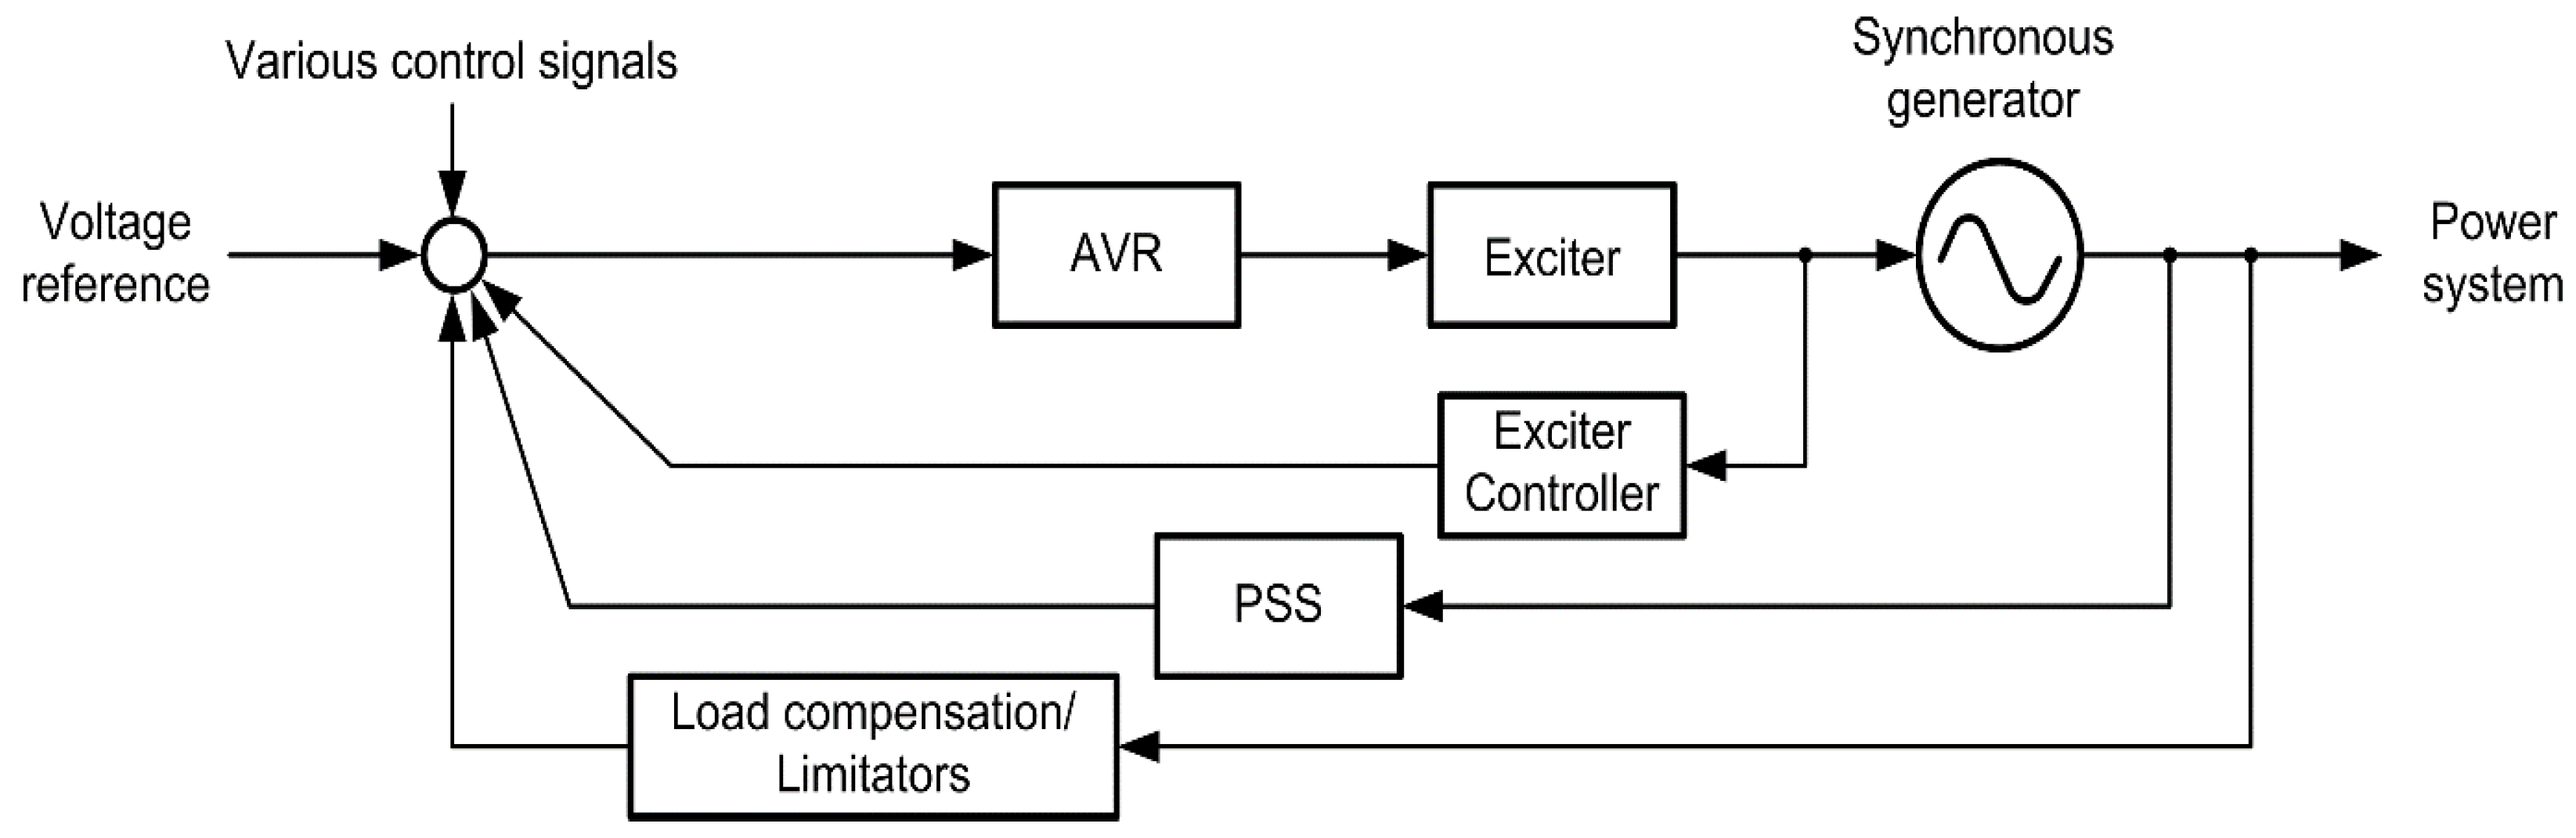 Various control signals
Synchronous
generator
Voltage
reference
AVR
Exciter
Power
system
Exciter
Controller
PSS
Load compensation/
Limitators